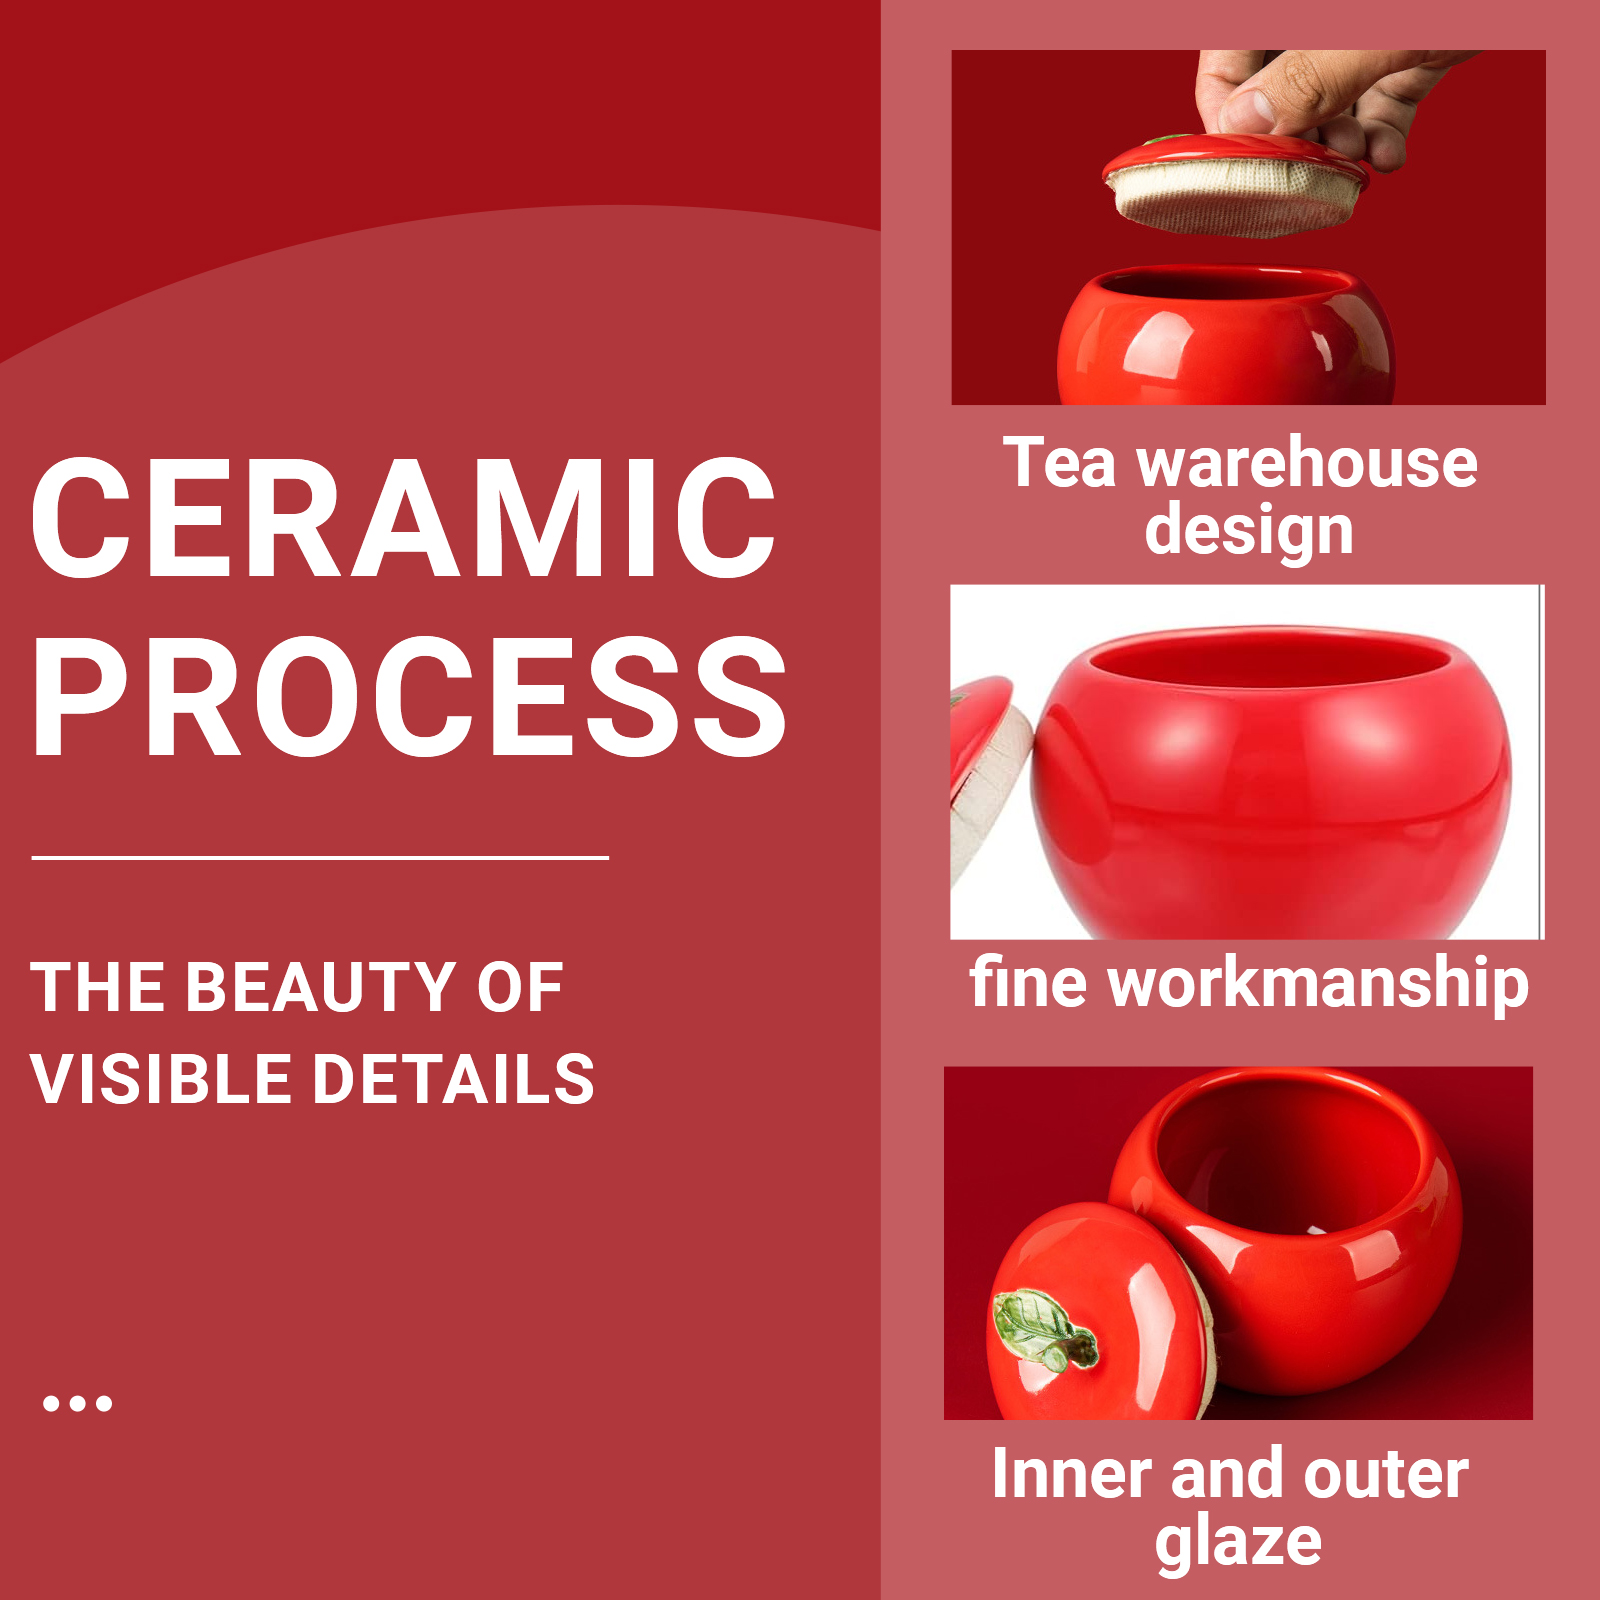 CERAMIC
PROCESS
THE BEAUTY OF
VISIBLE DETAILS
Tea warehouse
design
fine workmanship
Inner and outer
glaze